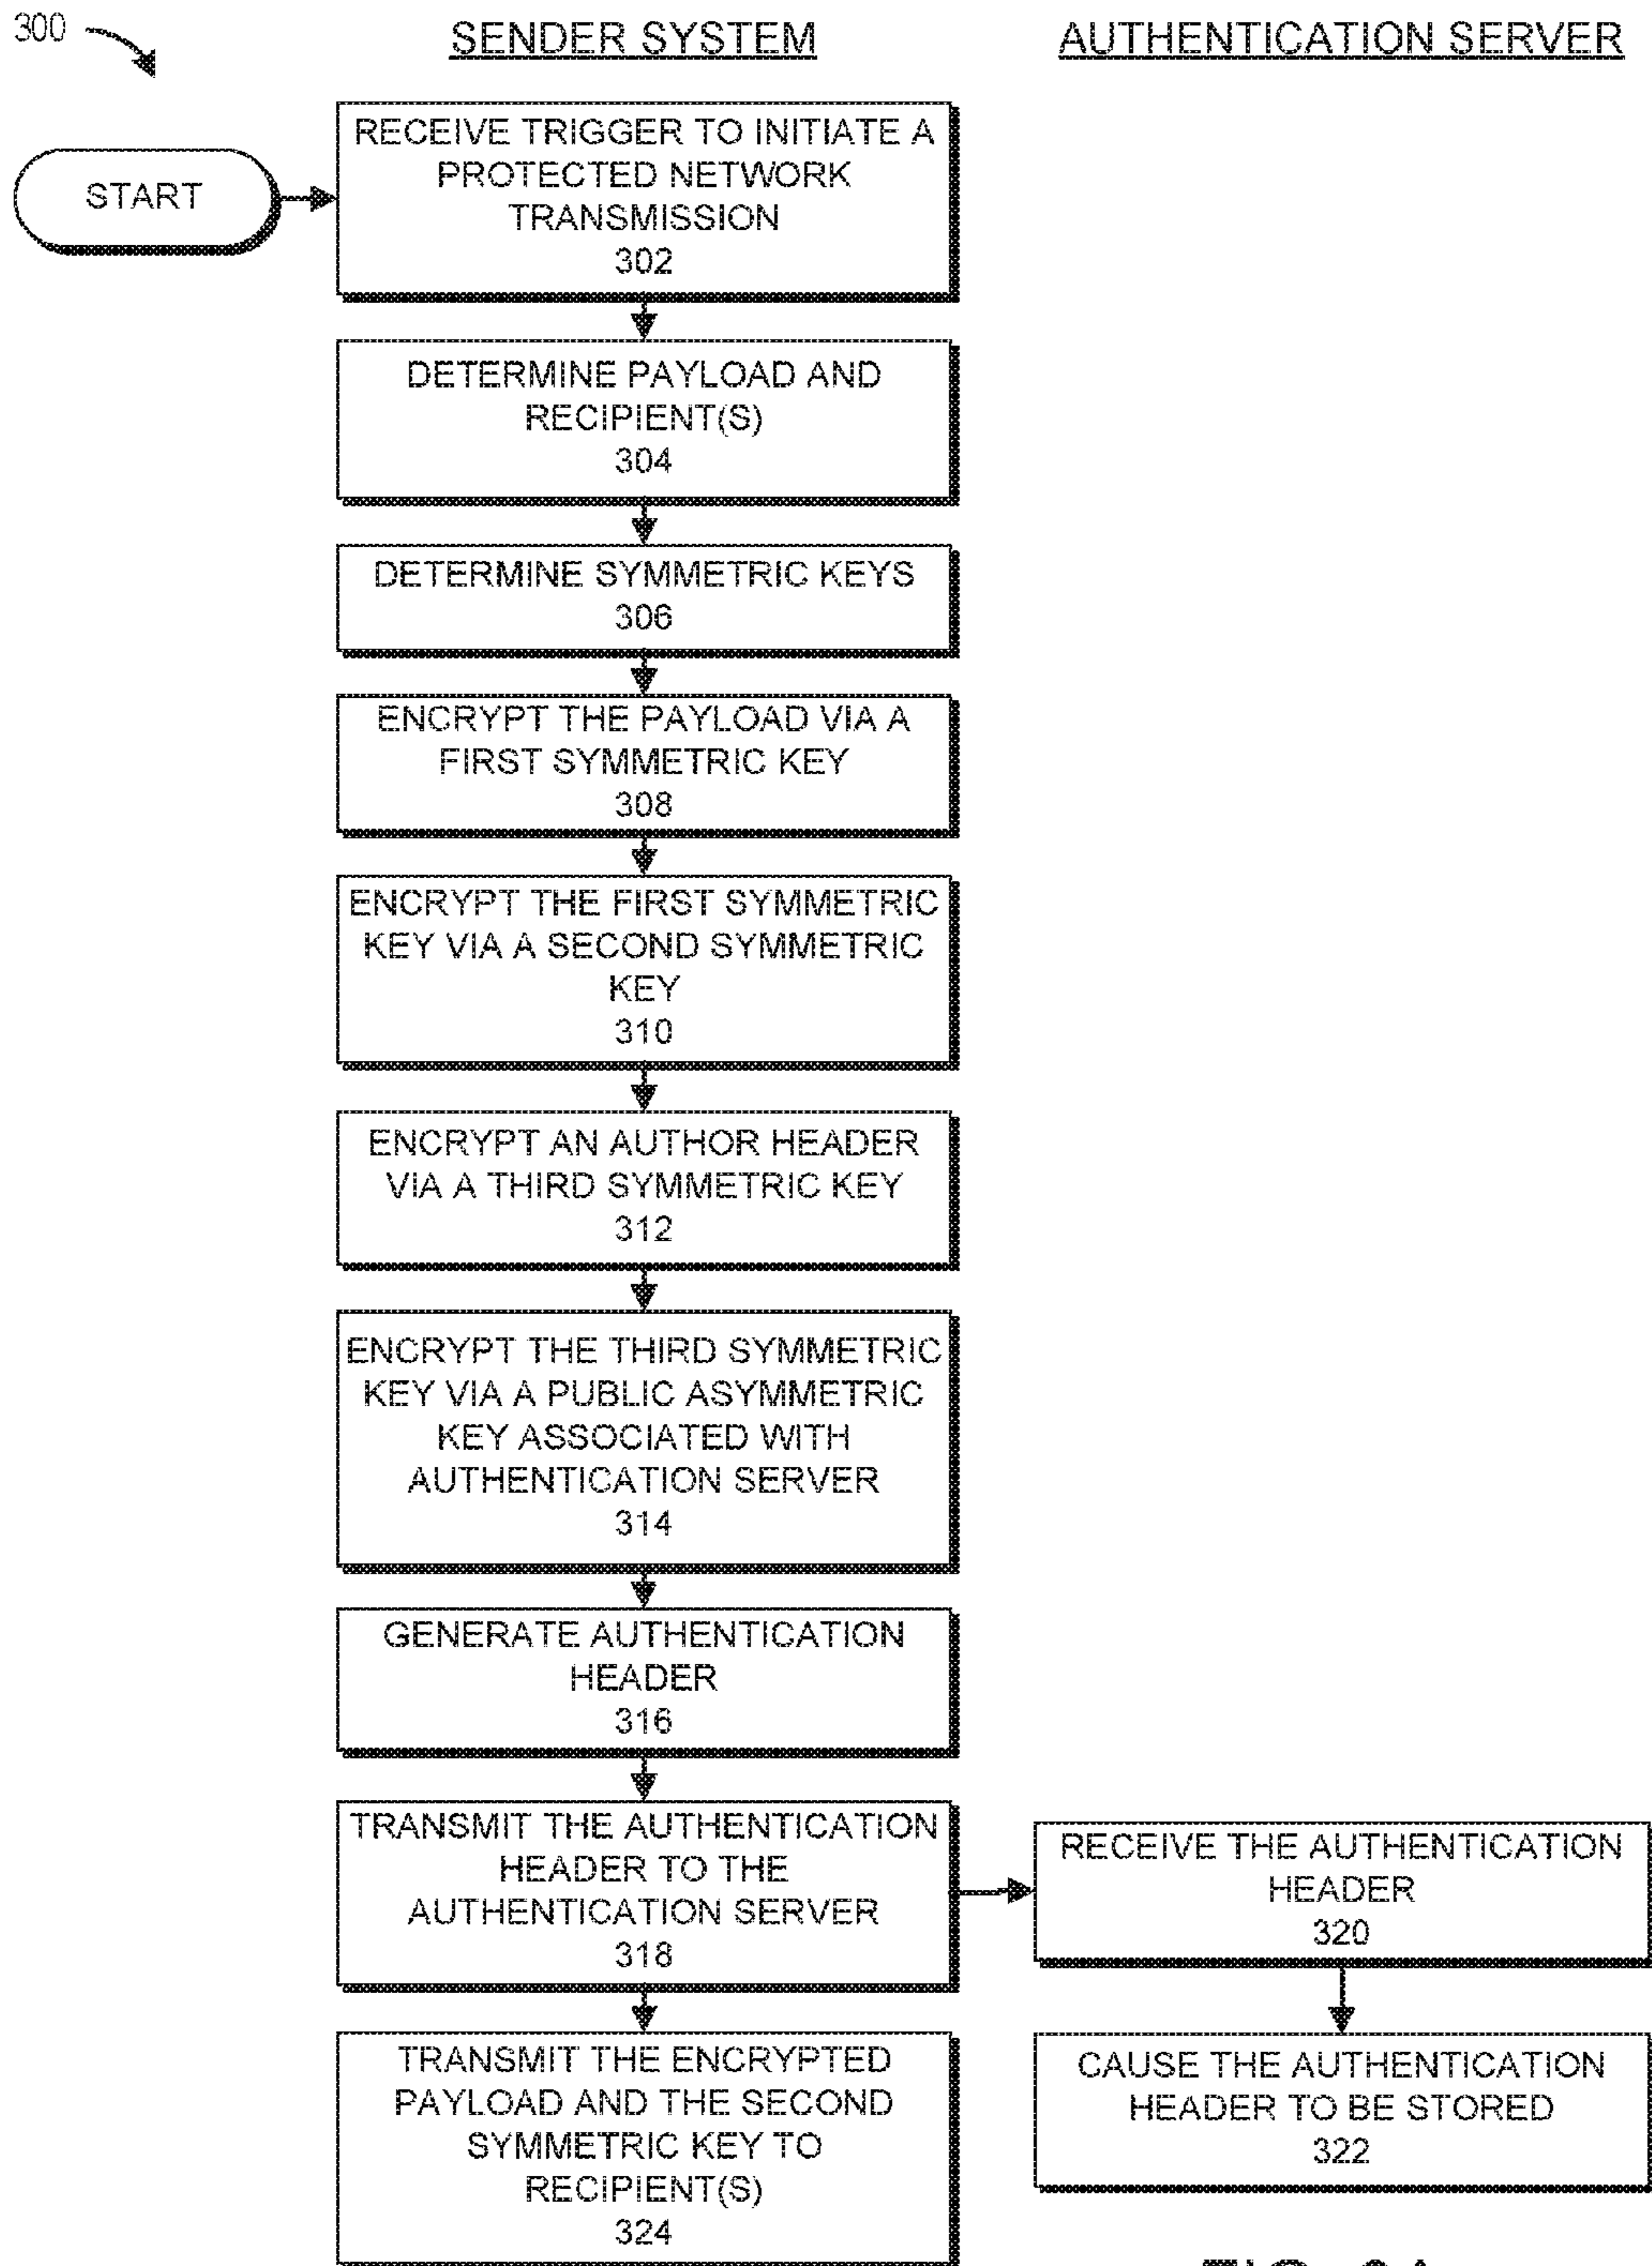 300
SENDER SYSTEM
AUTHENTICATION SERVER
START
RECEIVE TRIGGER TO INITIATE A
PROTECTED NETWORK
TRANSMISSION
302
DETERMINE PAYLOAD AND
RECIPIENT(S)
304
DETERMINE SYMMETRIC KEYS
306
ENCRYPT THE PAYLOAD VIA A
FIRST SYMMETRIC KEY
308
ENCRYPT THE FIRST SYMMETRIC
KEY VIA A SECOND SYMMETRIC
KEY
310
ENCRYPT AN AUTHOR HEADER
VIA A THIRD SYMMETRIC KEY
312
ENCRYPT THE THIRD SYMMETRIC
KEY VIA A PUBLIC ASYMMETRIC
KEY ASSOCIATED WITH
AUTHENTICATION SERVER
314
GENERATE AUTHENTICATION
HEADER
316
TRANSMIT THE AUTHENTICATION
HEADER TO THE
AUTHENTICATION SERVER
318
RECEIVE THE AUTHENTICATION
HEADER
320
CAUSE THE AUTHENTICATION
HEADER TO BE STORED
322
TRANSMIT THE ENCRYPTED
PAYLOAD AND THE SECOND
SYMMETRIC KEY TO
RECIPIENT(S)
324